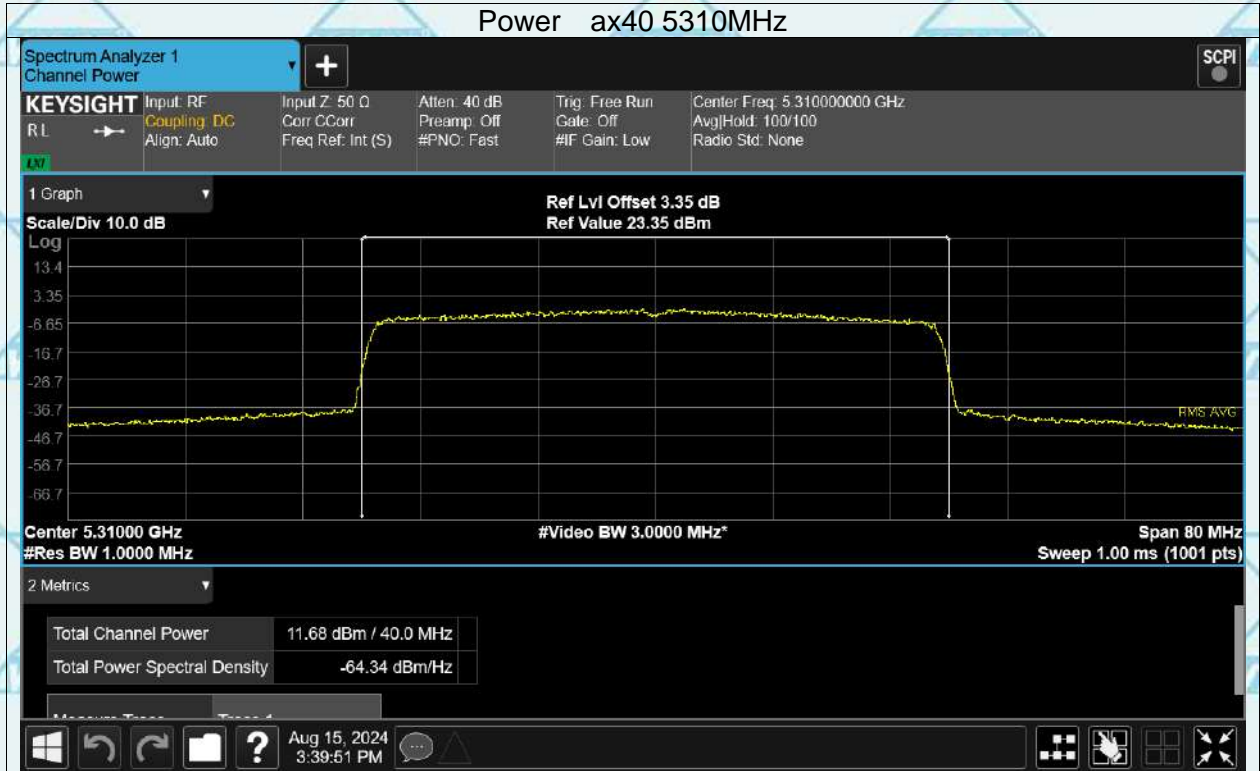 Power ax40 5310MHz
Spectrum Analyzer 1
Channel Power
SCPI
KEYSIGHT
RL
LXI
Input: RF
Coupling: DC
Align: Auto
Input Z: 50 Ω
Corr CCorr
Freq Ref: Int (S)
Atten: 40 dB
Preamp: Off
#PNO: Fast
Trig: Free Run
Gate: Off
#IF Gain: Low
Center Freq: 5.310000000 GHz
Avg|Hold: 100/100
Radio Std: None
1 Graph
Scale/Div 10.0 dB
Ref Lvl Offset 3.35 dB
Ref Value 23.35 dBm
Log
13.4
3.35
-6.65
-16.7
-26.7
-36.7
-46.7
-56.7
-66.7
RMS AVG
Center 5.31000 GHz
#Video BW 3.0000 MHz*
Span 80 MHz
#Res BW 1.0000 MHz
Sweep 1.00 ms (1001 pts)
2 Metrics
Total Channel Power 11.68 dBm / 40.0 MHz
Total Power Spectral Density -64.34 dBm/Hz
Measure Trace Trace 1
Aug 15, 2024
3:39:51 PM